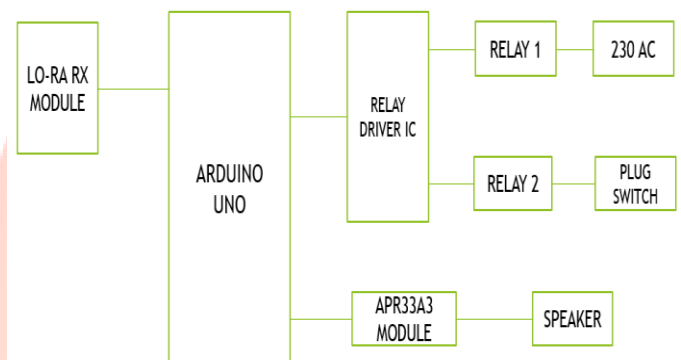 LO-RA RX
MODULE
ARDUINO
UNO
RELAY
DRIVER IC
RELAY 1
230 AC
RELAY 2
PLUG
SWITCH
APR33A3
MODULE
SPEAKER